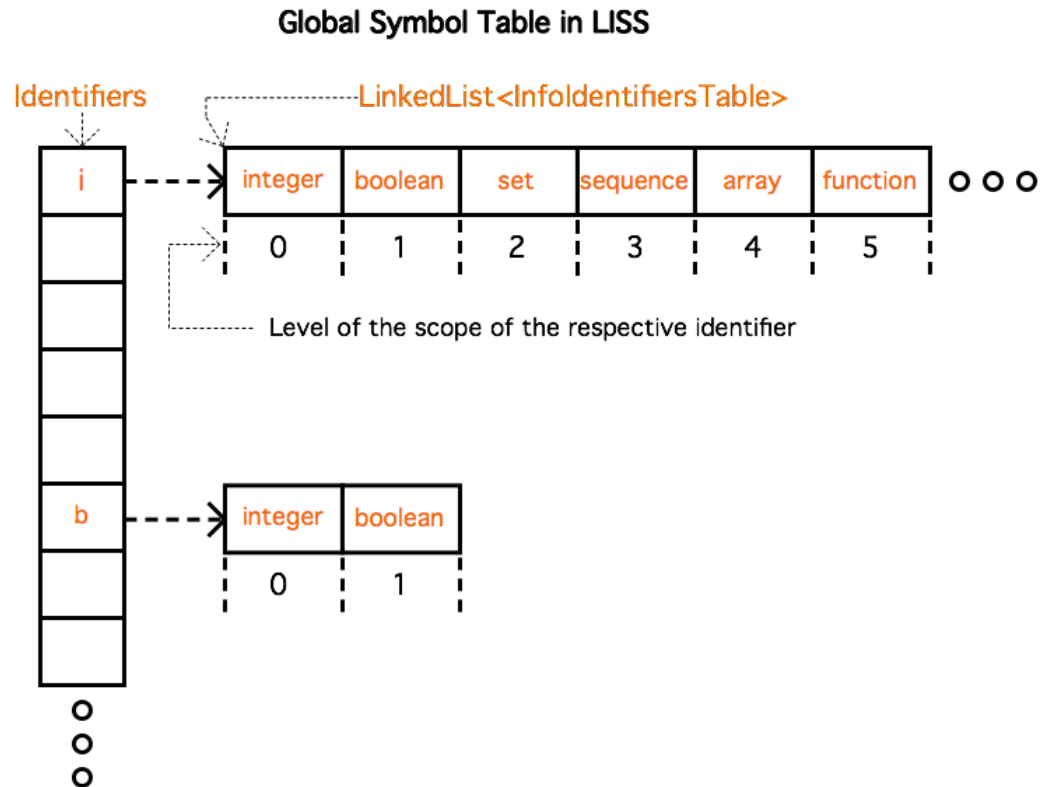 Global Symbol Table in LISS
Identifiers
LinkedList<InfoIdentifiersTable>
i
integer boolean set sequence array function
0 1 2 3 4 5
Level of the scope of the respective identifier
b
integer boolean
0 1